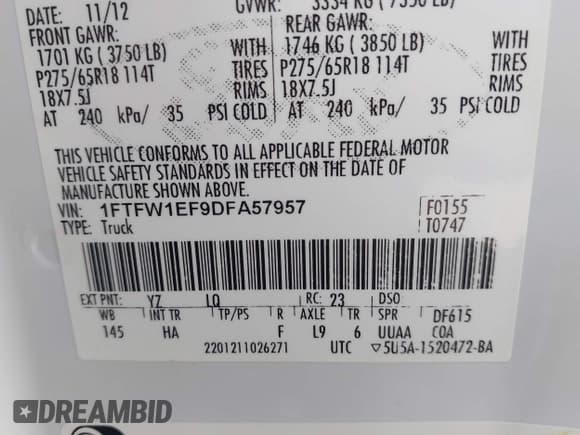 DATE: 11/12 GVWR: 3334 KG ( 7350 LB)
FRONT GAWR: REAR GAWR:
1701 KG ( 3750 LB) WITH 1746 KG ( 3850 LB) WITH
P275/65R18 114T TIRES P275/65R18 114T TIRES
18X7.5J RIMS 18X7.5J RIMS
AT 240 kPa/ 35 PSI COLD AT 240 kPa/ 35 PSI COLD
THIS VEHICLE CONFORMS TO ALL APPLICABLE FEDERAL MOTOR
VEHICLE SAFETY STANDARDS IN EFFECT ON THE DATE OF
MANUFACTURE SHOWN ABOVE.
VIN: 1FTFW1EF9DFA57957 F0155
TYPE: Truck T0747
EXT PNT: YZ LQ RC: 23 DSO
WB INT TR TP/PS R AXLE TR SPR DF615
145 HA F L9 6 UUAA COA
2201211026271 UTC ▽5U5A-1520472-BA
DREAMBID